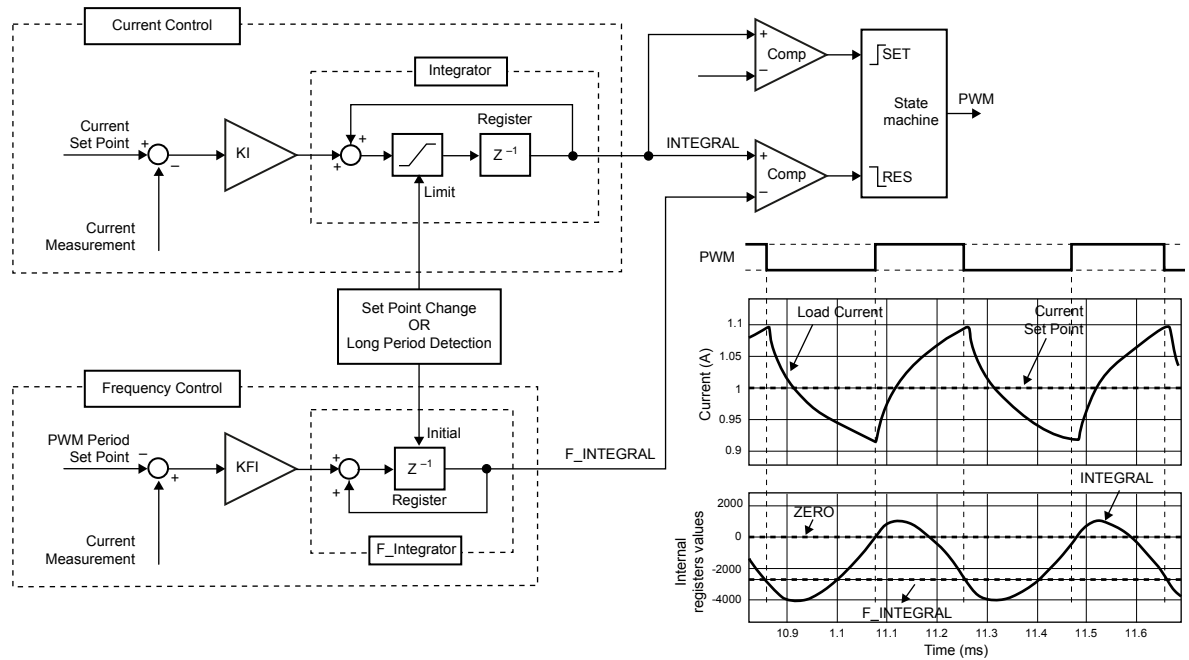 Current Control
Integrator
Current
Set Point
+
−
KI
+
+
Limit
Register
Z −1
INTEGRAL
Current
Measurement
+
−
Comp
+
−
Comp
SET
State
machine
RES
PWM
Set Point Change
OR
Long Period Detection
Frequency Control
PWM Period
Set Point
−
+
KFI
+
+
Initial
Z −1
Register
F_INTEGRAL
F_Integrator
Current
Measurement
PWM
Load Current
Current
Set Point
Current (A)
1.1
1.05
1
0.95
0.9
INTEGRAL
ZERO
F_INTEGRAL
Internal
registers values
2000
0
-2000
-4000
10.9 1.1 11.1 11.2 11.3 11.4 11.5 11.6
Time (ms)